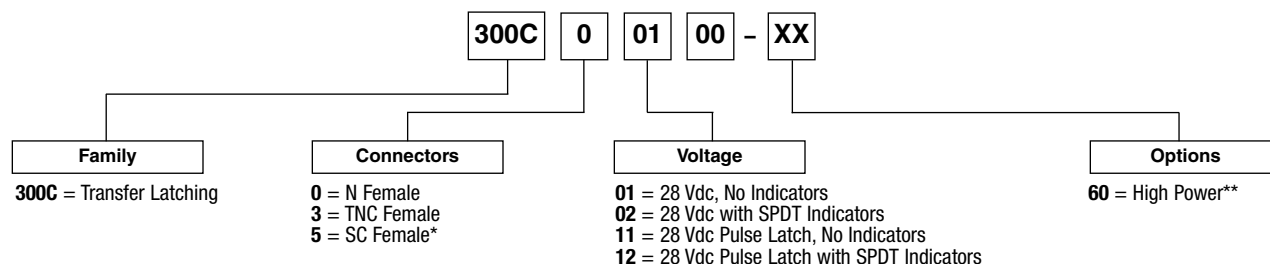 300C 0 01 00 – XX
Family Connectors Voltage Options
300C = Transfer Latching
0 = N Female
3 = TNC Female
5 = SC Female*
01 = 28 Vdc, No Indicators
02 = 28 Vdc with SPDT Indicators
11 = 28 Vdc Pulse Latch, No Indicators
12 = 28 Vdc Pulse Latch with SPDT Indicators
60 = High Power**